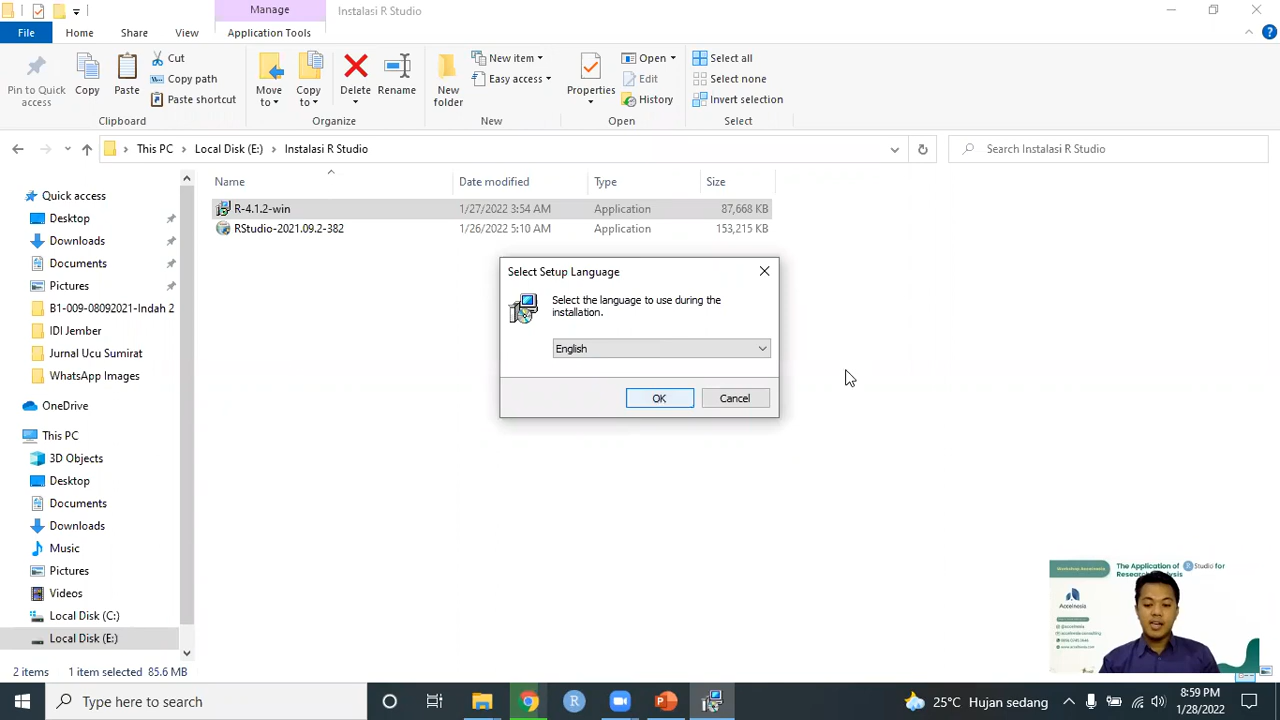 Manage
Instalasi R Studio
File
Home
Share
View
Application Tools
Pin to Quick
access
Copy
Paste
Cut
Copy path
Paste shortcut
Clipboard
Move
to
Copy
to
Delete
Rename
Organize
New
folder
New item
Easy access
New
Properties
Open
Edit
History
Open
Select all
Select none
Invert selection
Select
This PC
Local Disk (E:)
Instalasi R Studio
Search Instalasi R Studio
Name
Date modified
Type
Size
R-4.1.2-win
1/27/2022 3:54 AM
Application
87,668 KB
RStudio-2021.09.2-382
1/26/2022 5:10 AM
Application
153,215 KB
Quick access
Desktop
Downloads
Documents
Pictures
B1-009-08092021-Indah 2
IDI Jember
Jurnal Ucu Sumirat
WhatsApp Images
OneDrive
This PC
3D Objects
Desktop
Documents
Downloads
Music
Pictures
Videos
Local Disk (C:)
Local Disk (E:)
Select Setup Language
Select the language to use during the
installation.
English
OK
Cancel
Workshop Accelnesia
The Application of R Studio for
Accelnesia
2 items
1 item selected 85.6 MB
Type here to search
25°C Hujan sedang
8:59 PM
1/28/2022